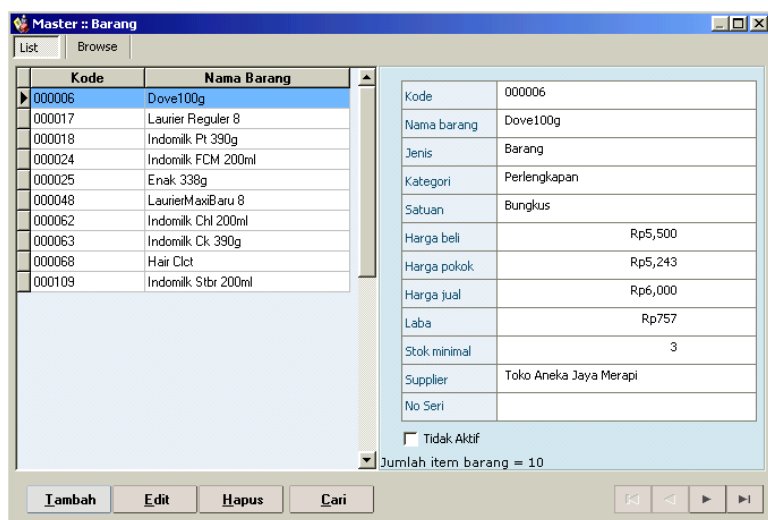 Master :: Barang
List Browse
Kode Nama Barang
000006 Dove100g
000017 Laurier Reguler 8
000018 Indomilk Pt 390g
000024 Indomilk FCM 200ml
000025 Enak 338g
000048 LaurierMaxiBaru 8
000062 Indomilk Chl 200ml
000063 Indomilk Ck 390g
000068 Hair Clct
000109 Indomilk Stbr 200ml
Kode 000006
Nama barang Dove100g
Jenis Barang
Kategori Perlengkapan
Satuan Bungkus
Harga beli Rp5,500
Harga pokok Rp5,243
Harga jual Rp6,000
Laba Rp757
Stok minimal 3
Supplier Toko Aneka Jaya Merapi
No Seri
Tidak Aktif
Jumlah item barang = 10
Tambah Edit Hapus Cari